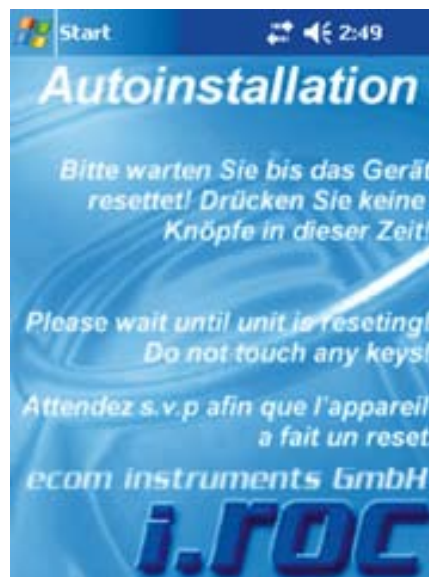 Start 2:49
Autoinstallation
Bitte warten Sie bis das Gerät
resettet! Drücken Sie keine
Knöpfe in dieser Zeit!
Please wait until unit is reseting!
Do not touch any keys!
Attendez s.v.p afin que l'appareil
a fait un reset
ecom instruments GmbH
i.roc